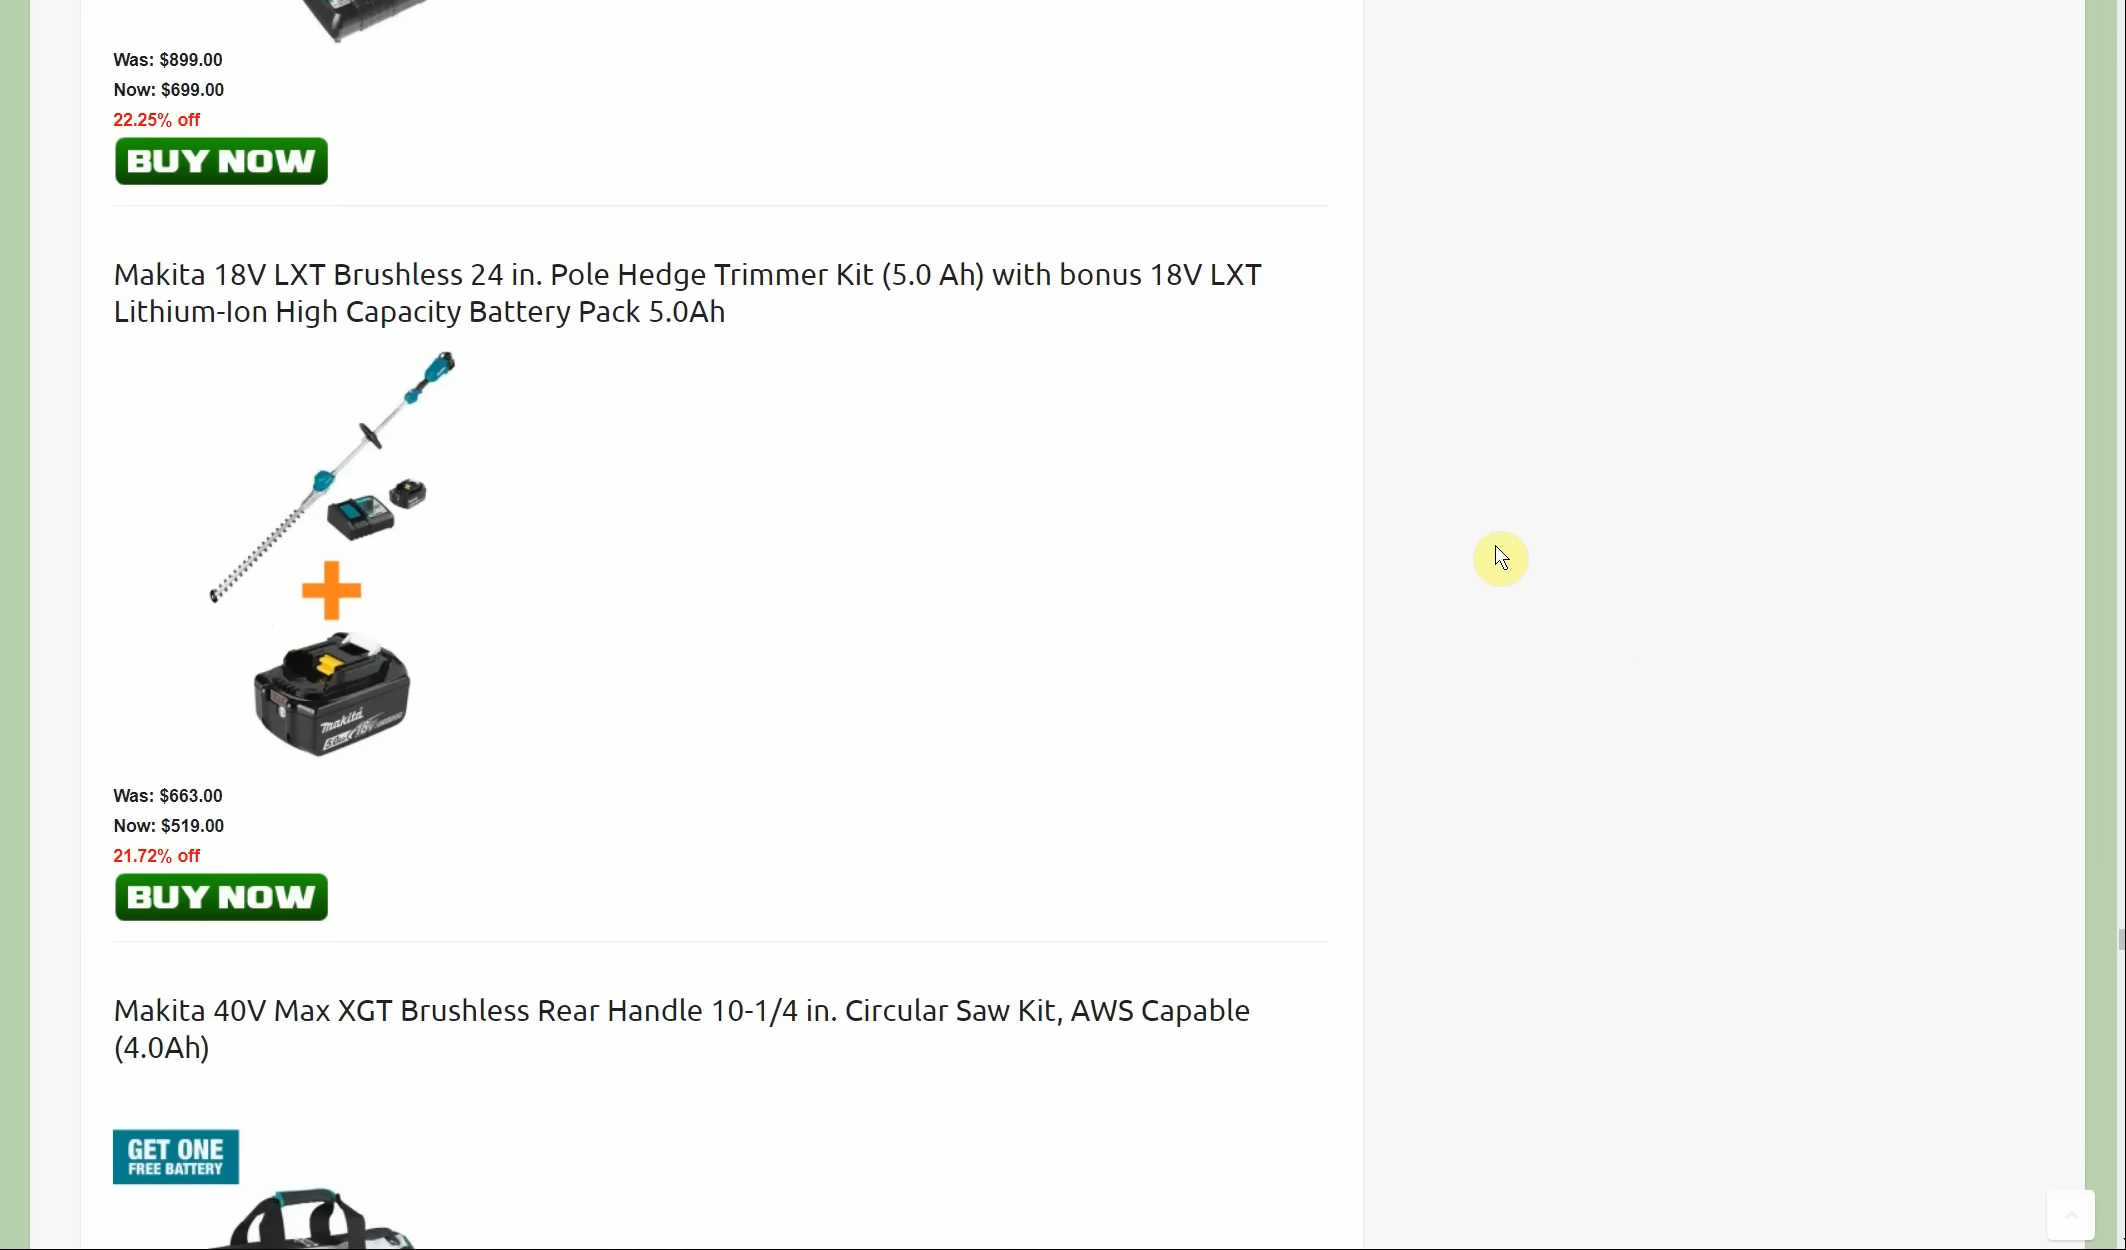 Was: $899.00
Now: $699.00
22.25% off
BUY NOW
Makita 18V LXT Brushless 24 in. Pole Hedge Trimmer Kit (5.0 Ah) with bonus 18V LXT
Lithium-Ion High Capacity Battery Pack 5.0Ah
makita
18V
5.0Ah
Was: $663.00
Now: $519.00
21.72% off
BUY NOW
Makita 40V Max XGT Brushless Rear Handle 10-1/4 in. Circular Saw Kit, AWS Capable
(4.0Ah)
GET ONE
FREE BATTERY